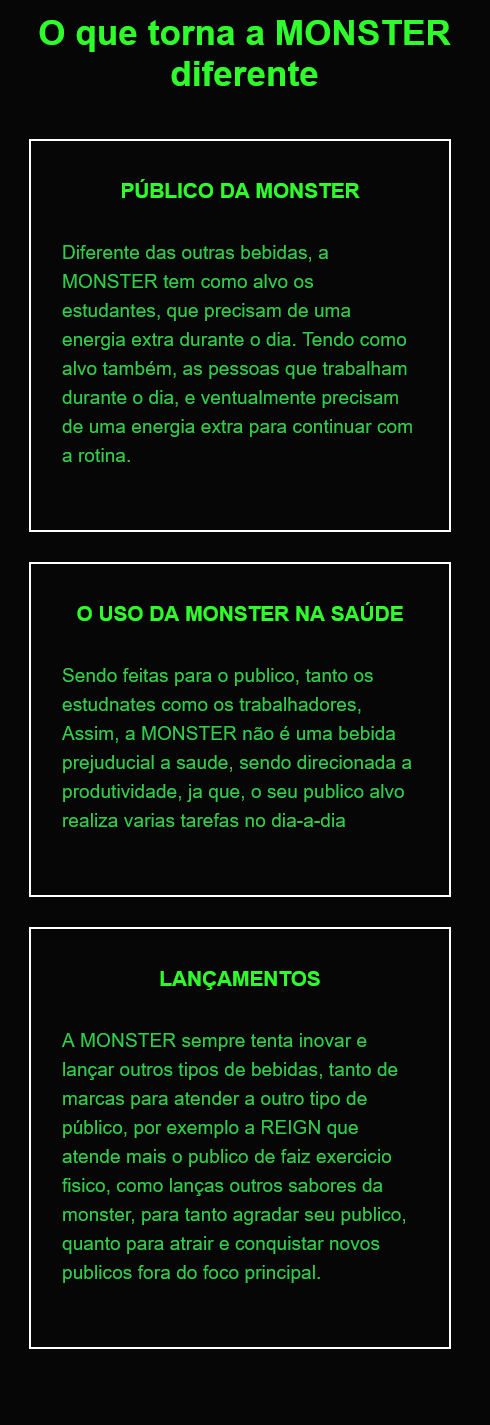 O que torna a MONSTER
diferente
PÚBLICO DA MONSTER
Diferente das outras bebidas, a
MONSTER tem como alvo os
estudantes, que precisam de uma
energia extra durante o dia. Tendo como
alvo também, as pessoas que trabalham
durante o dia, e ventualmente precisam
de uma energia extra para continuar com
a rotina.
O USO DA MONSTER NA SAÚDE
Sendo feitas para o publico, tanto os
estudnates como os trabalhadores,
Assim, a MONSTER não é uma bebida
prejuducial a saude, sendo direcionada a
produtividade, ja que, o seu publico alvo
realiza varias tarefas no dia-a-dia
LANÇAMENTOS
A MONSTER sempre tenta inovar e
lançar outros tipos de bebidas, tanto de
marcas para atender a outro tipo de
público, por exemplo a REIGN que
atende mais o publico de faiz exercicio
fisico, como lanças outros sabores da
monster, para tanto agradar seu publico,
quanto para atrair e conquistar novos
publicos fora do foco principal.